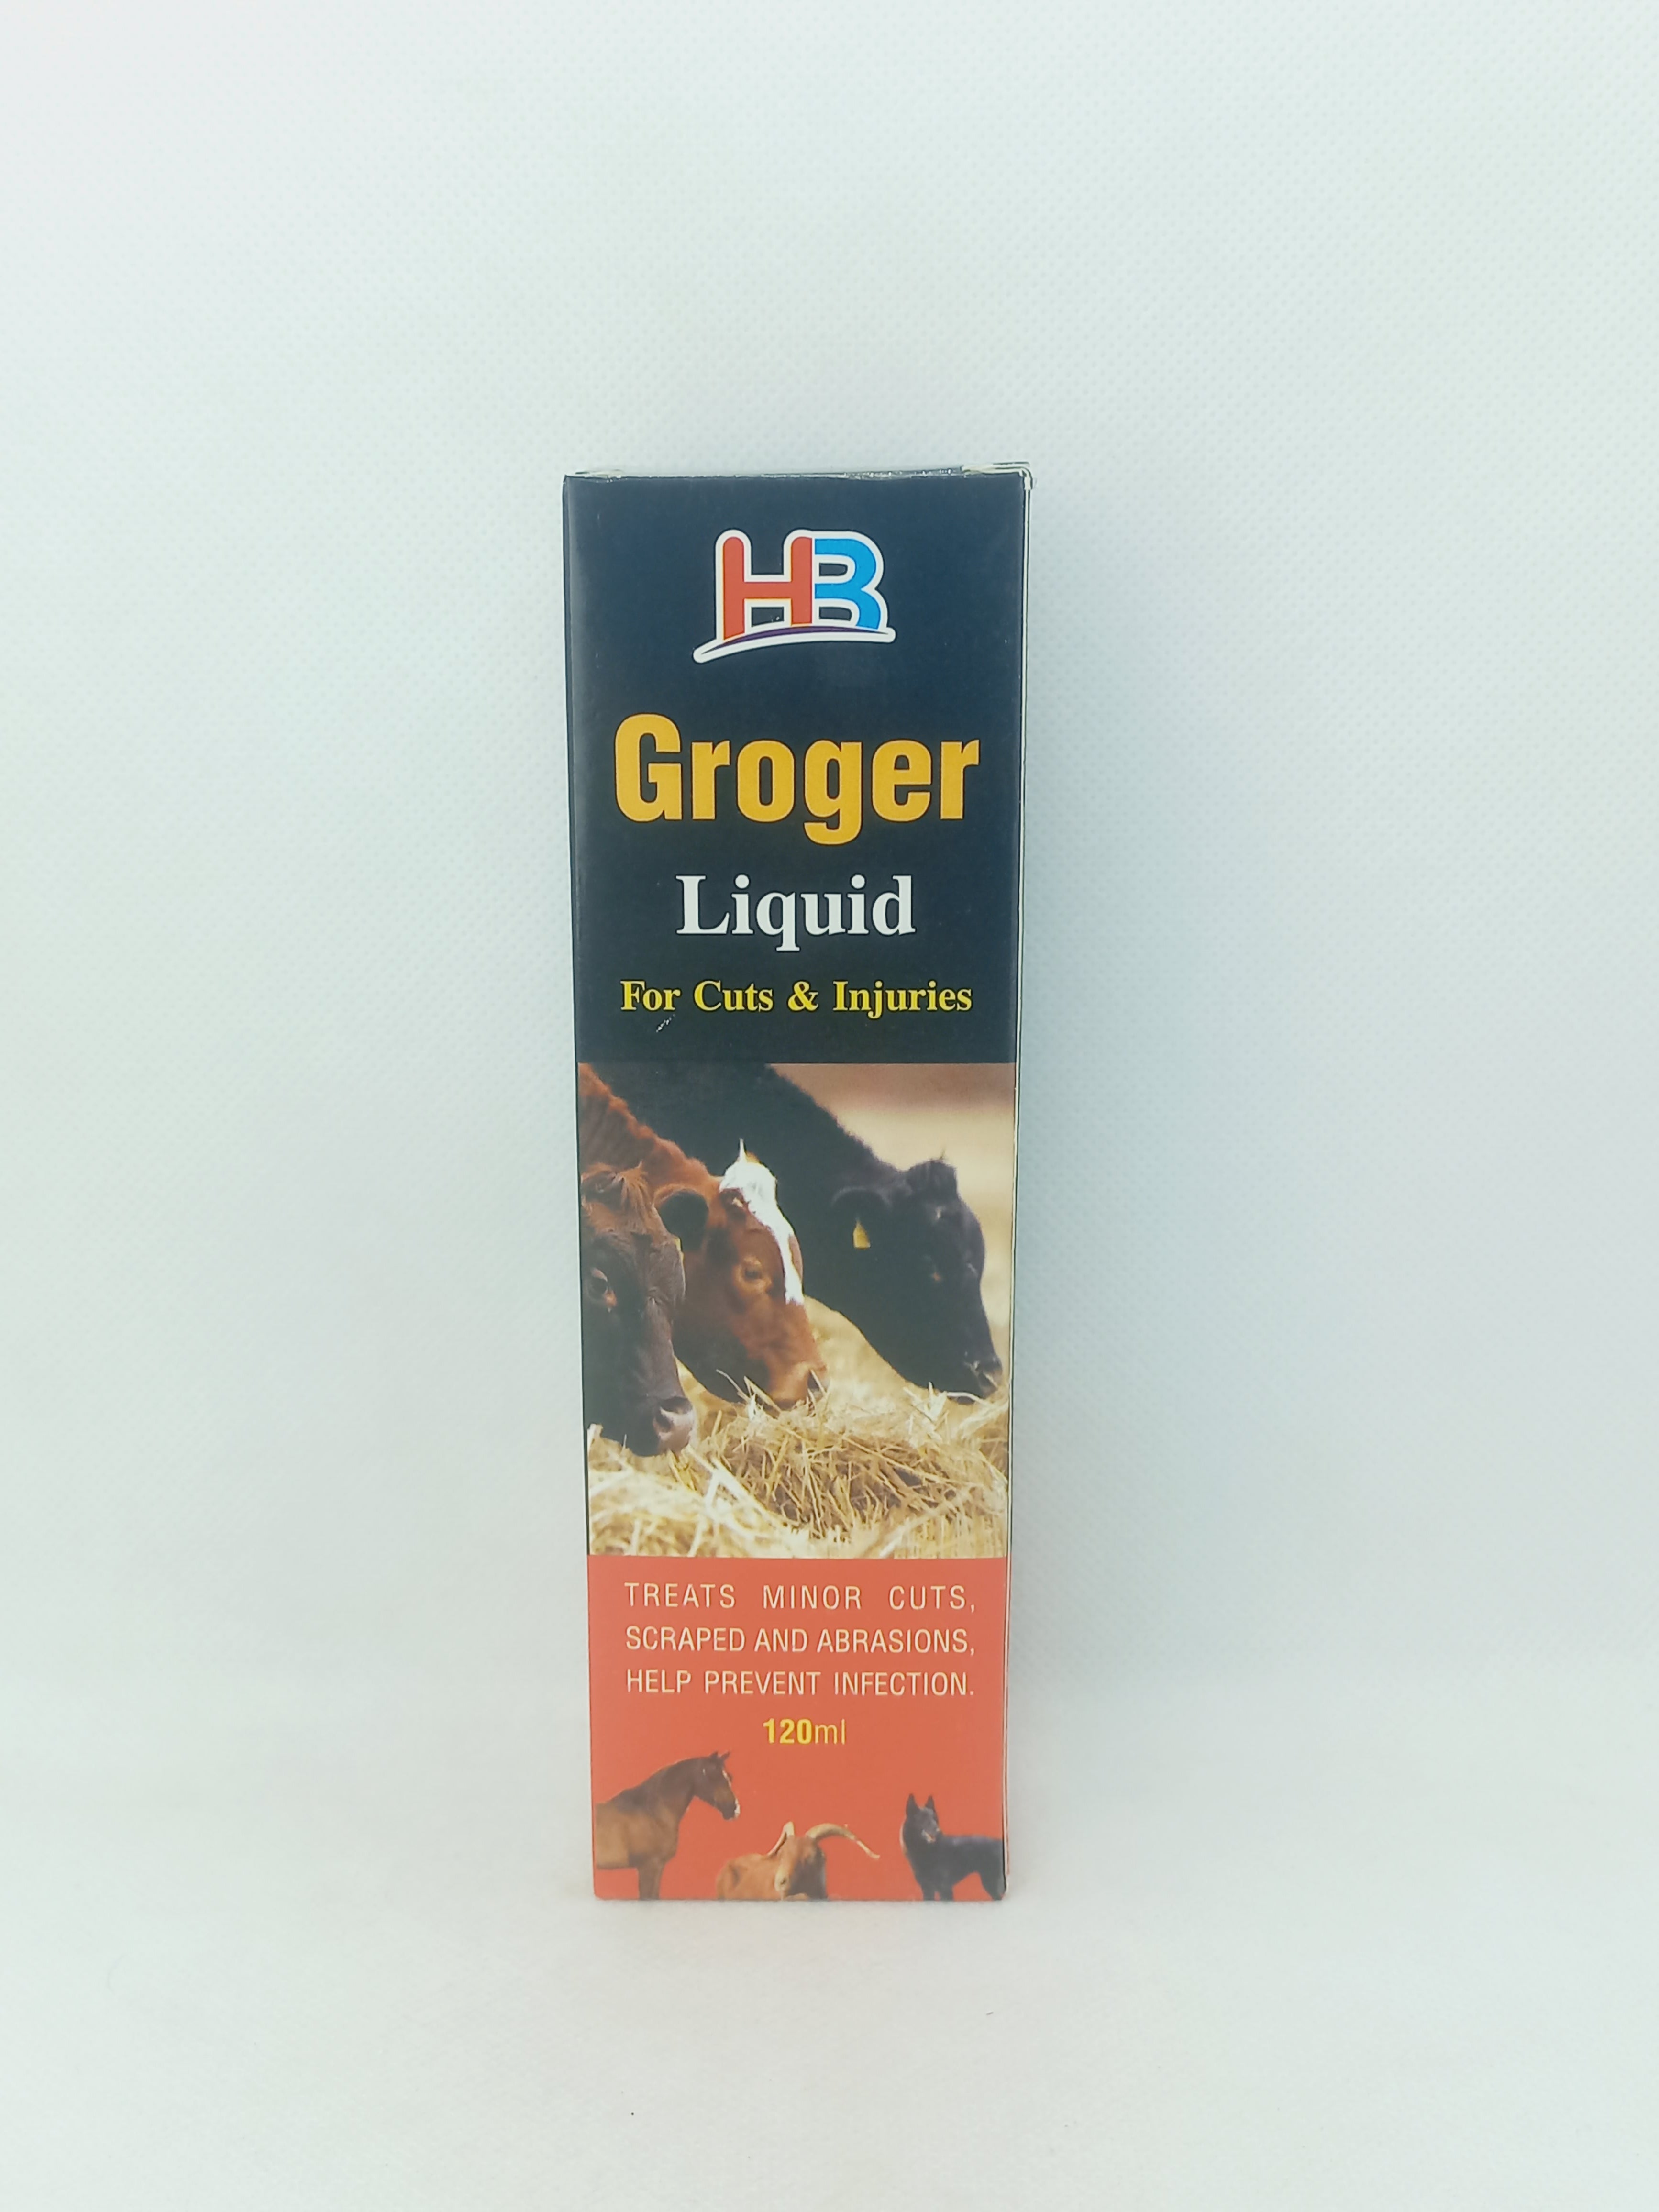 HB
Groger
Liquid
For Cuts & Injuries
TREATS MINOR CUTS,
SCRAPED AND ABRASIONS,
HELP PREVENT INFECTION.
120ml